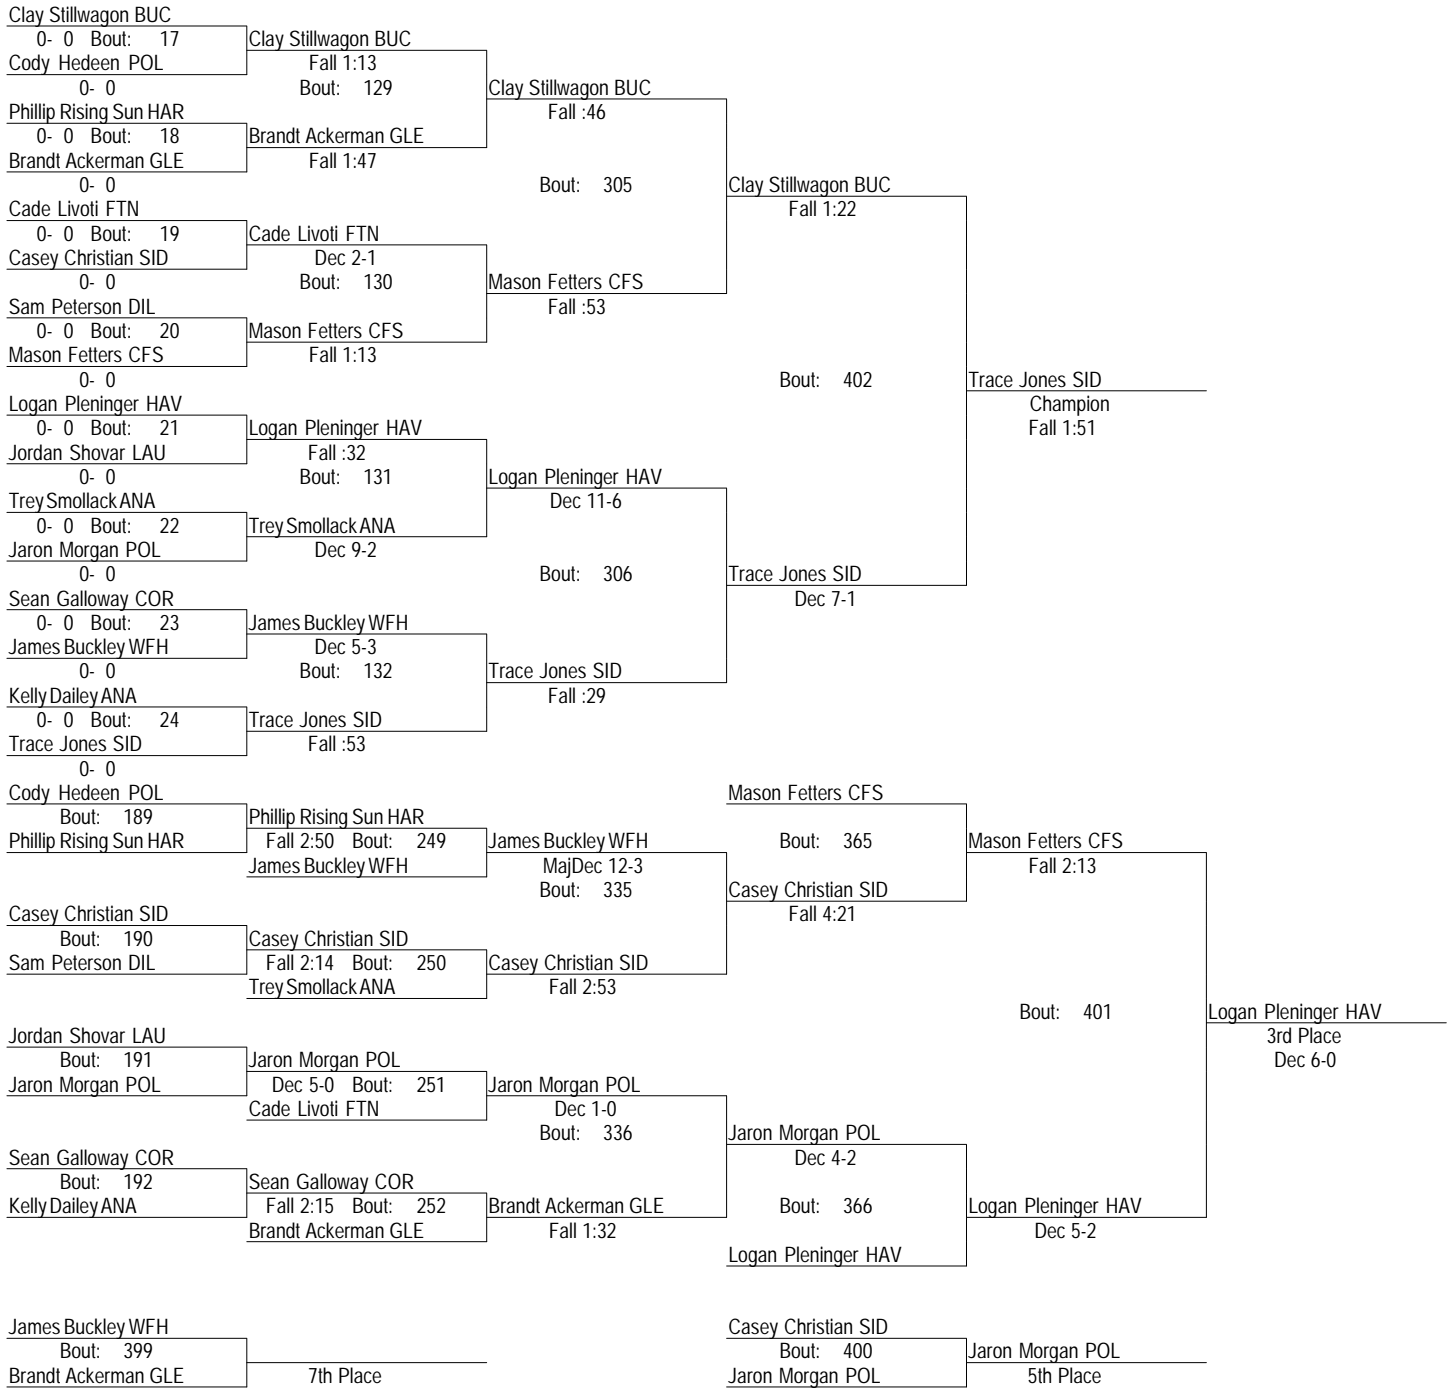 Clay Stillwagon BUC
0- 0 Bout: 17
Clay Stillwagon BUC
Cody Hedeen POL
Fall 1:13
0- 0
Bout: 129
Clay Stillwagon BUC
Phillip Rising Sun HAR
Fall :46
0- 0 Bout: 18
Brandt Ackerman GLE
Brandt Ackerman GLE
Fall 1:47
0- 0
Bout: 305
Clay Stillwagon BUC
Cade Livoti FTN
Fall 1:22
0- 0 Bout: 19
Cade Livoti FTN
Casey Christian SID
Dec 2-1
0- 0
Bout: 130
Mason Fetters CFS
Sam Peterson DIL
Fall :53
0- 0 Bout: 20
Mason Fetters CFS
Mason Fetters CFS
Fall 1:13
0- 0
Bout: 402
Trace Jones SID
Logan Pleninger HAV
Champion
0- 0 Bout: 21
Logan Pleninger HAV
Fall 1:51
Jordan Shovar LAU
Fall :32
0- 0
Bout: 131
Logan Pleninger HAV
Trey Smollack ANA
Dec 11-6
0- 0 Bout: 22
Trey Smollack ANA
Jaron Morgan POL
Dec 9-2
0- 0
Bout: 306
Trace Jones SID
Sean Galloway COR
Dec 7-1
0- 0 Bout: 23
James Buckley WFH
James Buckley WFH
Dec 5-3
0- 0
Bout: 132
Trace Jones SID
Kelly Dailey ANA
Fall :29
0- 0 Bout: 24
Trace Jones SID
Trace Jones SID
Fall :53
0- 0
Cody Hedeen POL
Mason Fetters CFS
Bout: 189
Phillip Rising Sun HAR
Phillip Rising Sun HAR
Fall 2:50 Bout: 249
James Buckley WFH
Bout: 365
Mason Fetters CFS
James Buckley WFH
MajDec 12-3
Fall 2:13
Bout: 335
Casey Christian SID
Casey Christian SID
Fall 4:21
Bout: 190
Casey Christian SID
Sam Peterson DIL
Fall 2:14 Bout: 250
Casey Christian SID
Trey Smollack ANA
Fall 2:53
Bout: 401
Logan Pleninger HAV
Jordan Shovar LAU
3rd Place
Bout: 191
Jaron Morgan POL
Dec 6-0
Jaron Morgan POL
Dec 5-0 Bout: 251
Jaron Morgan POL
Cade Livoti FTN
Dec 1-0
Bout: 336
Jaron Morgan POL
Sean Galloway COR
Dec 4-2
Bout: 192
Sean Galloway COR
Kelly Dailey ANA
Fall 2:15 Bout: 252
Brandt Ackerman GLE
Bout: 366
Logan Pleninger HAV
Brandt Ackerman GLE
Fall 1:32
Dec 5-2
Logan Pleninger HAV
James Buckley WFH
Casey Christian SID
Bout: 399
Bout: 400
Jaron Morgan POL
Brandt Ackerman GLE
7th Place
Jaron Morgan POL
5th Place